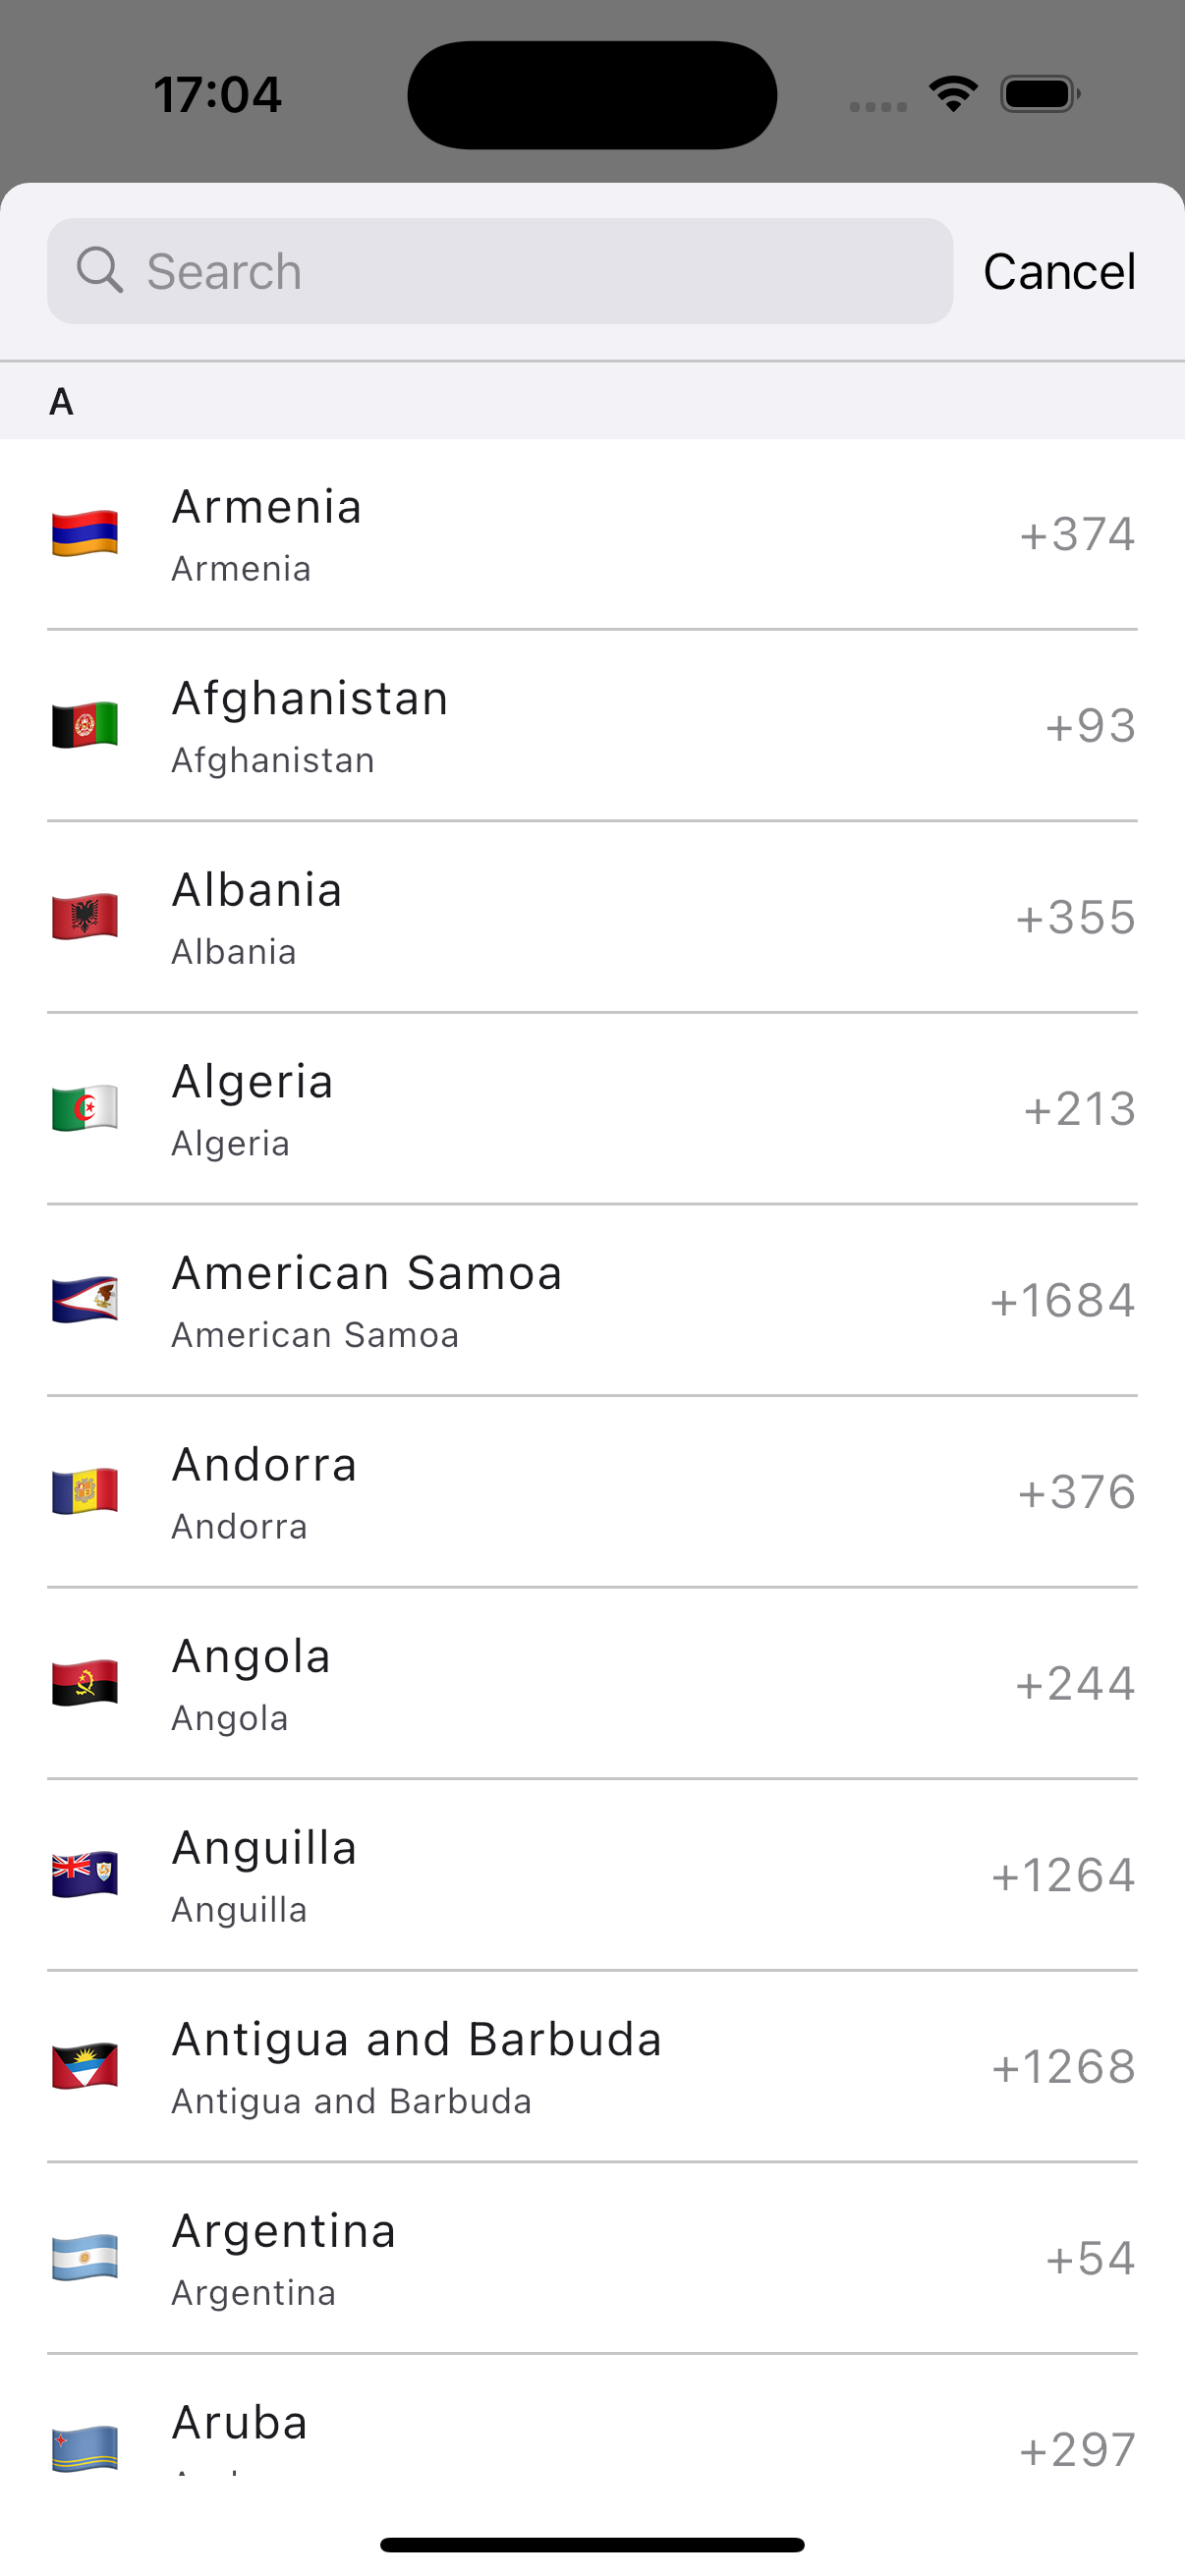 17:04
Search
Cancel
A
Armenia
+374
Armenia
Afghanistan
+93
Afghanistan
Albania
+355
Albania
Algeria
+213
Algeria
American Samoa
+1684
American Samoa
Andorra
+376
Andorra
Angola
+244
Angola
Anguilla
+1264
Anguilla
Antigua and Barbuda
+1268
Antigua and Barbuda
Argentina
+54
Argentina
Aruba
+297